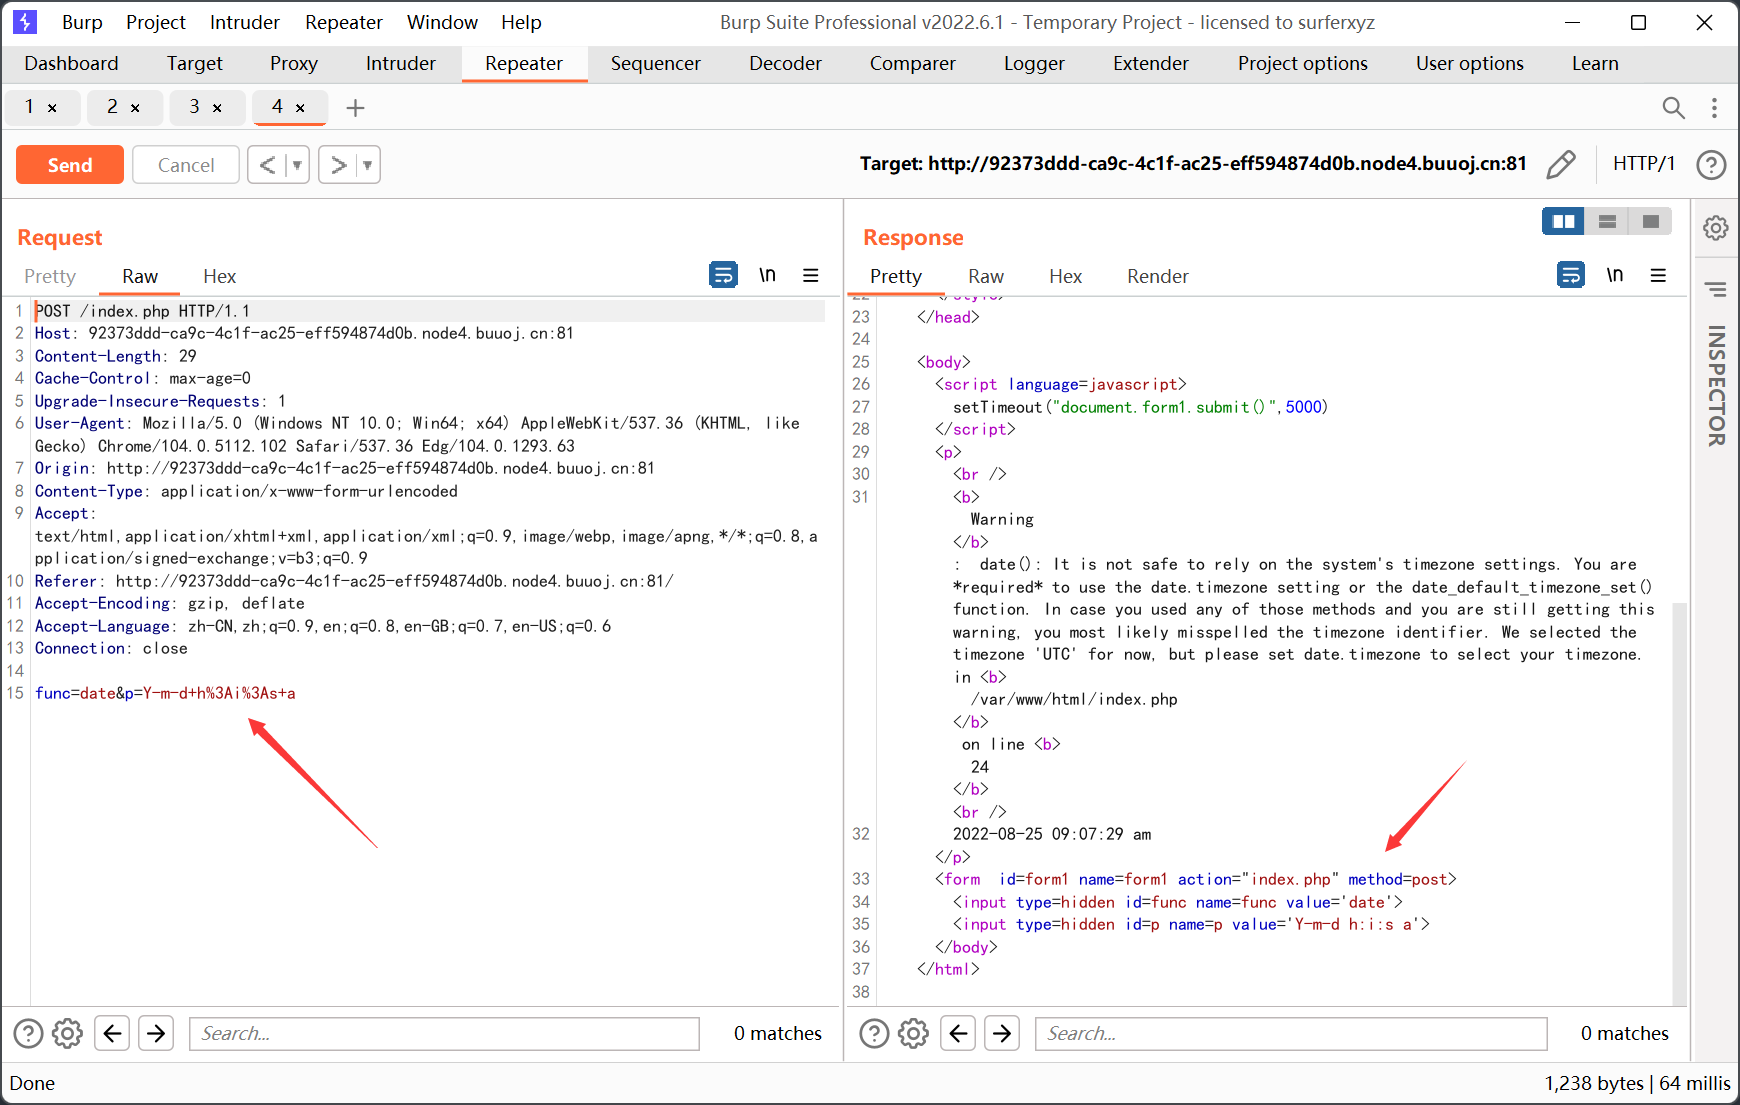 Burp Project Intruder Repeater Window Help Burp Suite Professional v2022.6.1 - Temporary Project - licensed to surferxyz
Dashboard Target Proxy Intruder Repeater Sequencer Decoder Comparer Logger Extender Project options User options Learn
1 × 2 × 3 × 4 × +
Send Cancel < > Target: http://92373ddd-ca9c-4c1f-ac25-eff594874d0b.node4.buuoj.cn:81 HTTP/1
Request
Pretty Raw Hex \n
1 POST /index.php HTTP/1.1
2 Host: 92373ddd-ca9c-4c1f-ac25-eff594874d0b.node4.buuoj.cn:81
3 Content-Length: 29
4 Cache-Control: max-age=0
5 Upgrade-Insecure-Requests: 1
6 User-Agent: Mozilla/5.0 (Windows NT 10.0; Win64; x64) AppleWebKit/537.36 (KHTML, like
Gecko) Chrome/104.0.5112.102 Safari/537.36 Edg/104.0.1293.63
7 Origin: http://92373ddd-ca9c-4c1f-ac25-eff594874d0b.node4.buuoj.cn:81
8 Content-Type: application/x-www-form-urlencoded
9 Accept:
text/html,application/xhtml+xml,application/xml;q=0.9,image/webp,image/apng,*/*;q=0.8,a
pplication/signed-exchange;v=b3;q=0.9
10 Referer: http://92373ddd-ca9c-4c1f-ac25-eff594874d0b.node4.buuoj.cn:81/
11 Accept-Encoding: gzip, deflate
12 Accept-Language: zh-CN,zh;q=0.9,en;q=0.8,en-GB;q=0.7,en-US;q=0.6
13 Connection: close
14
15 func=date&p=Y-m-d+h%3Ai%3As+a
Search... 0 matches
Response
Pretty Raw Hex Render \n
22 </style>
23 </head>
24
25 <body>
26 <script language=javascript>
27 setTimeout("document.form1.submit()",5000)
28 </script>
29 <p>
30 <br />
31 <b>
Warning
</b>
: date(): It is not safe to rely on the system's timezone settings. You are
*required* to use the date.timezone setting or the date_default_timezone_set()
function. In case you used any of those methods and you are still getting this
warning, you most likely misspelled the timezone identifier. We selected the
timezone 'UTC' for now, but please set date.timezone to select your timezone.
in <b>
/var/www/html/index.php
</b>
on line <b>
24
</b>
<br />
32 2022-08-25 09:07:29 am
</p>
33 <form id=form1 name=form1 action="index.php" method=post>
34 <input type=hidden id=func name=func value='date'>
35 <input type=hidden id=p name=p value='Y-m-d h:i:s a'>
36 </body>
37 </html>
38
Search... 0 matches
INSPECTOR
Done 1,238 bytes | 64 millis